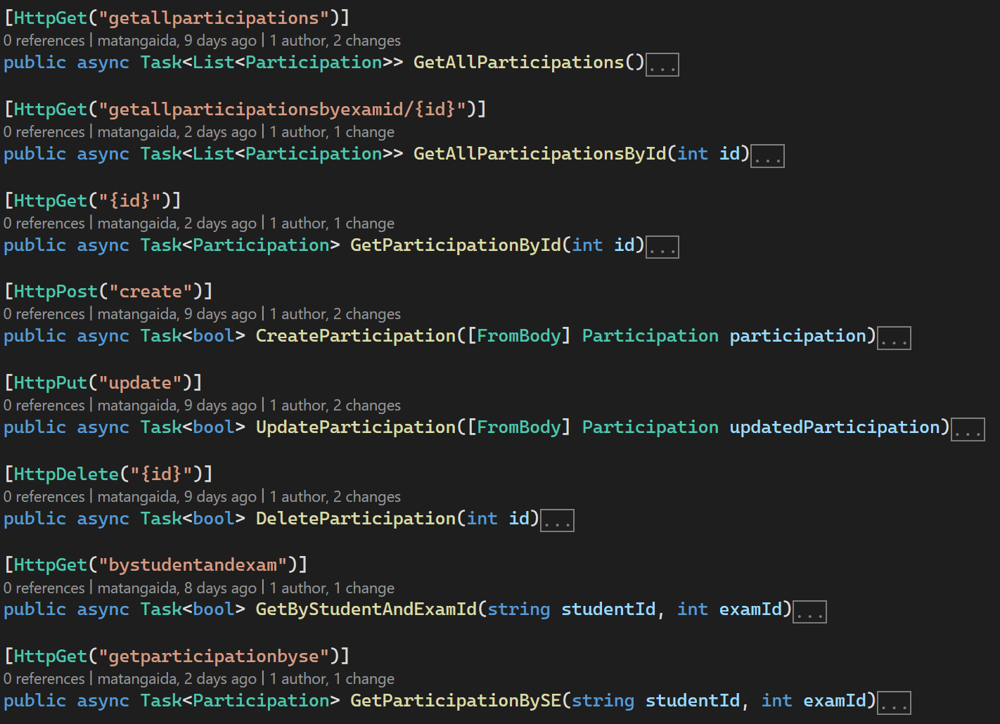 [HttpGet("getallparticipations")]
0 references | matangaida, 9 days ago | 1 author, 2 changes
public async Task<List<Participation>> GetAllParticipations()...
[HttpGet("getallparticipationsbyexamid/{id}")]
0 references | matangaida, 2 days ago | 1 author, 1 change
public async Task<List<Participation>> GetAllParticipationsById(int id)...
[HttpGet("{id}")]
0 references | matangaida, 2 days ago | 1 author, 1 change
public async Task<Participation> GetParticipationById(int id)...
[HttpPost("create")]
0 references | matangaida, 9 days ago | 1 author, 2 changes
public async Task<bool> CreateParticipation([FromBody] Participation participation)...
[HttpPut("update")]
0 references | matangaida, 9 days ago | 1 author, 2 changes
public async Task<bool> UpdateParticipation([FromBody] Participation updatedParticipation)...
[HttpDelete("{id}")]
0 references | matangaida, 9 days ago | 1 author, 2 changes
public async Task<bool> DeleteParticipation(int id)...
[HttpGet("bystudentandexam")]
0 references | matangaida, 8 days ago | 1 author, 1 change
public async Task<bool> GetByStudentAndExamId(string studentId, int examId)...
[HttpGet("getparticipationbyse")]
0 references | matangaida, 2 days ago | 1 author, 1 change
public async Task<Participation> GetParticipationBySE(string studentId, int examId)...